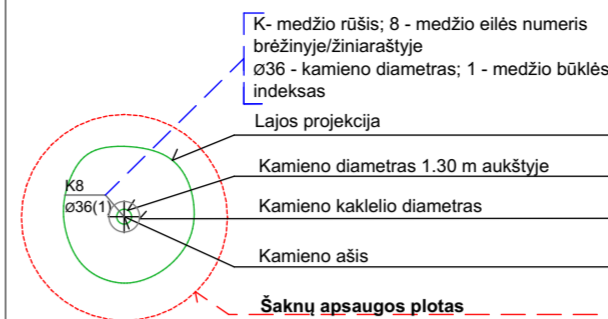 K- medžio rūšis; 8 - medžio eilės numeris
brėžinyje/žiniaraštyje
ø36 - kamieno diametras; 1 - medžio būklės
indeksas
Lajos projekcija
Kamieno diametras 1.30 m aukštyje
K8
ø36(1)
Kamieno kaklelio diametras
Kamieno ašis
Šaknų apsaugos plotas